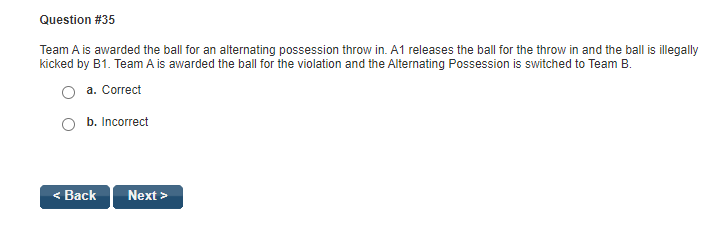 Question #35
Team A is awarded the ball for an alternating possession throw in. A1 releases the ball for the throw in and the ball is illegally
kicked by B1. Team A is awarded the ball for the violation and the Alternating Possession is switched to Team B.
a. Correct
b. Incorrect
< Back Next >